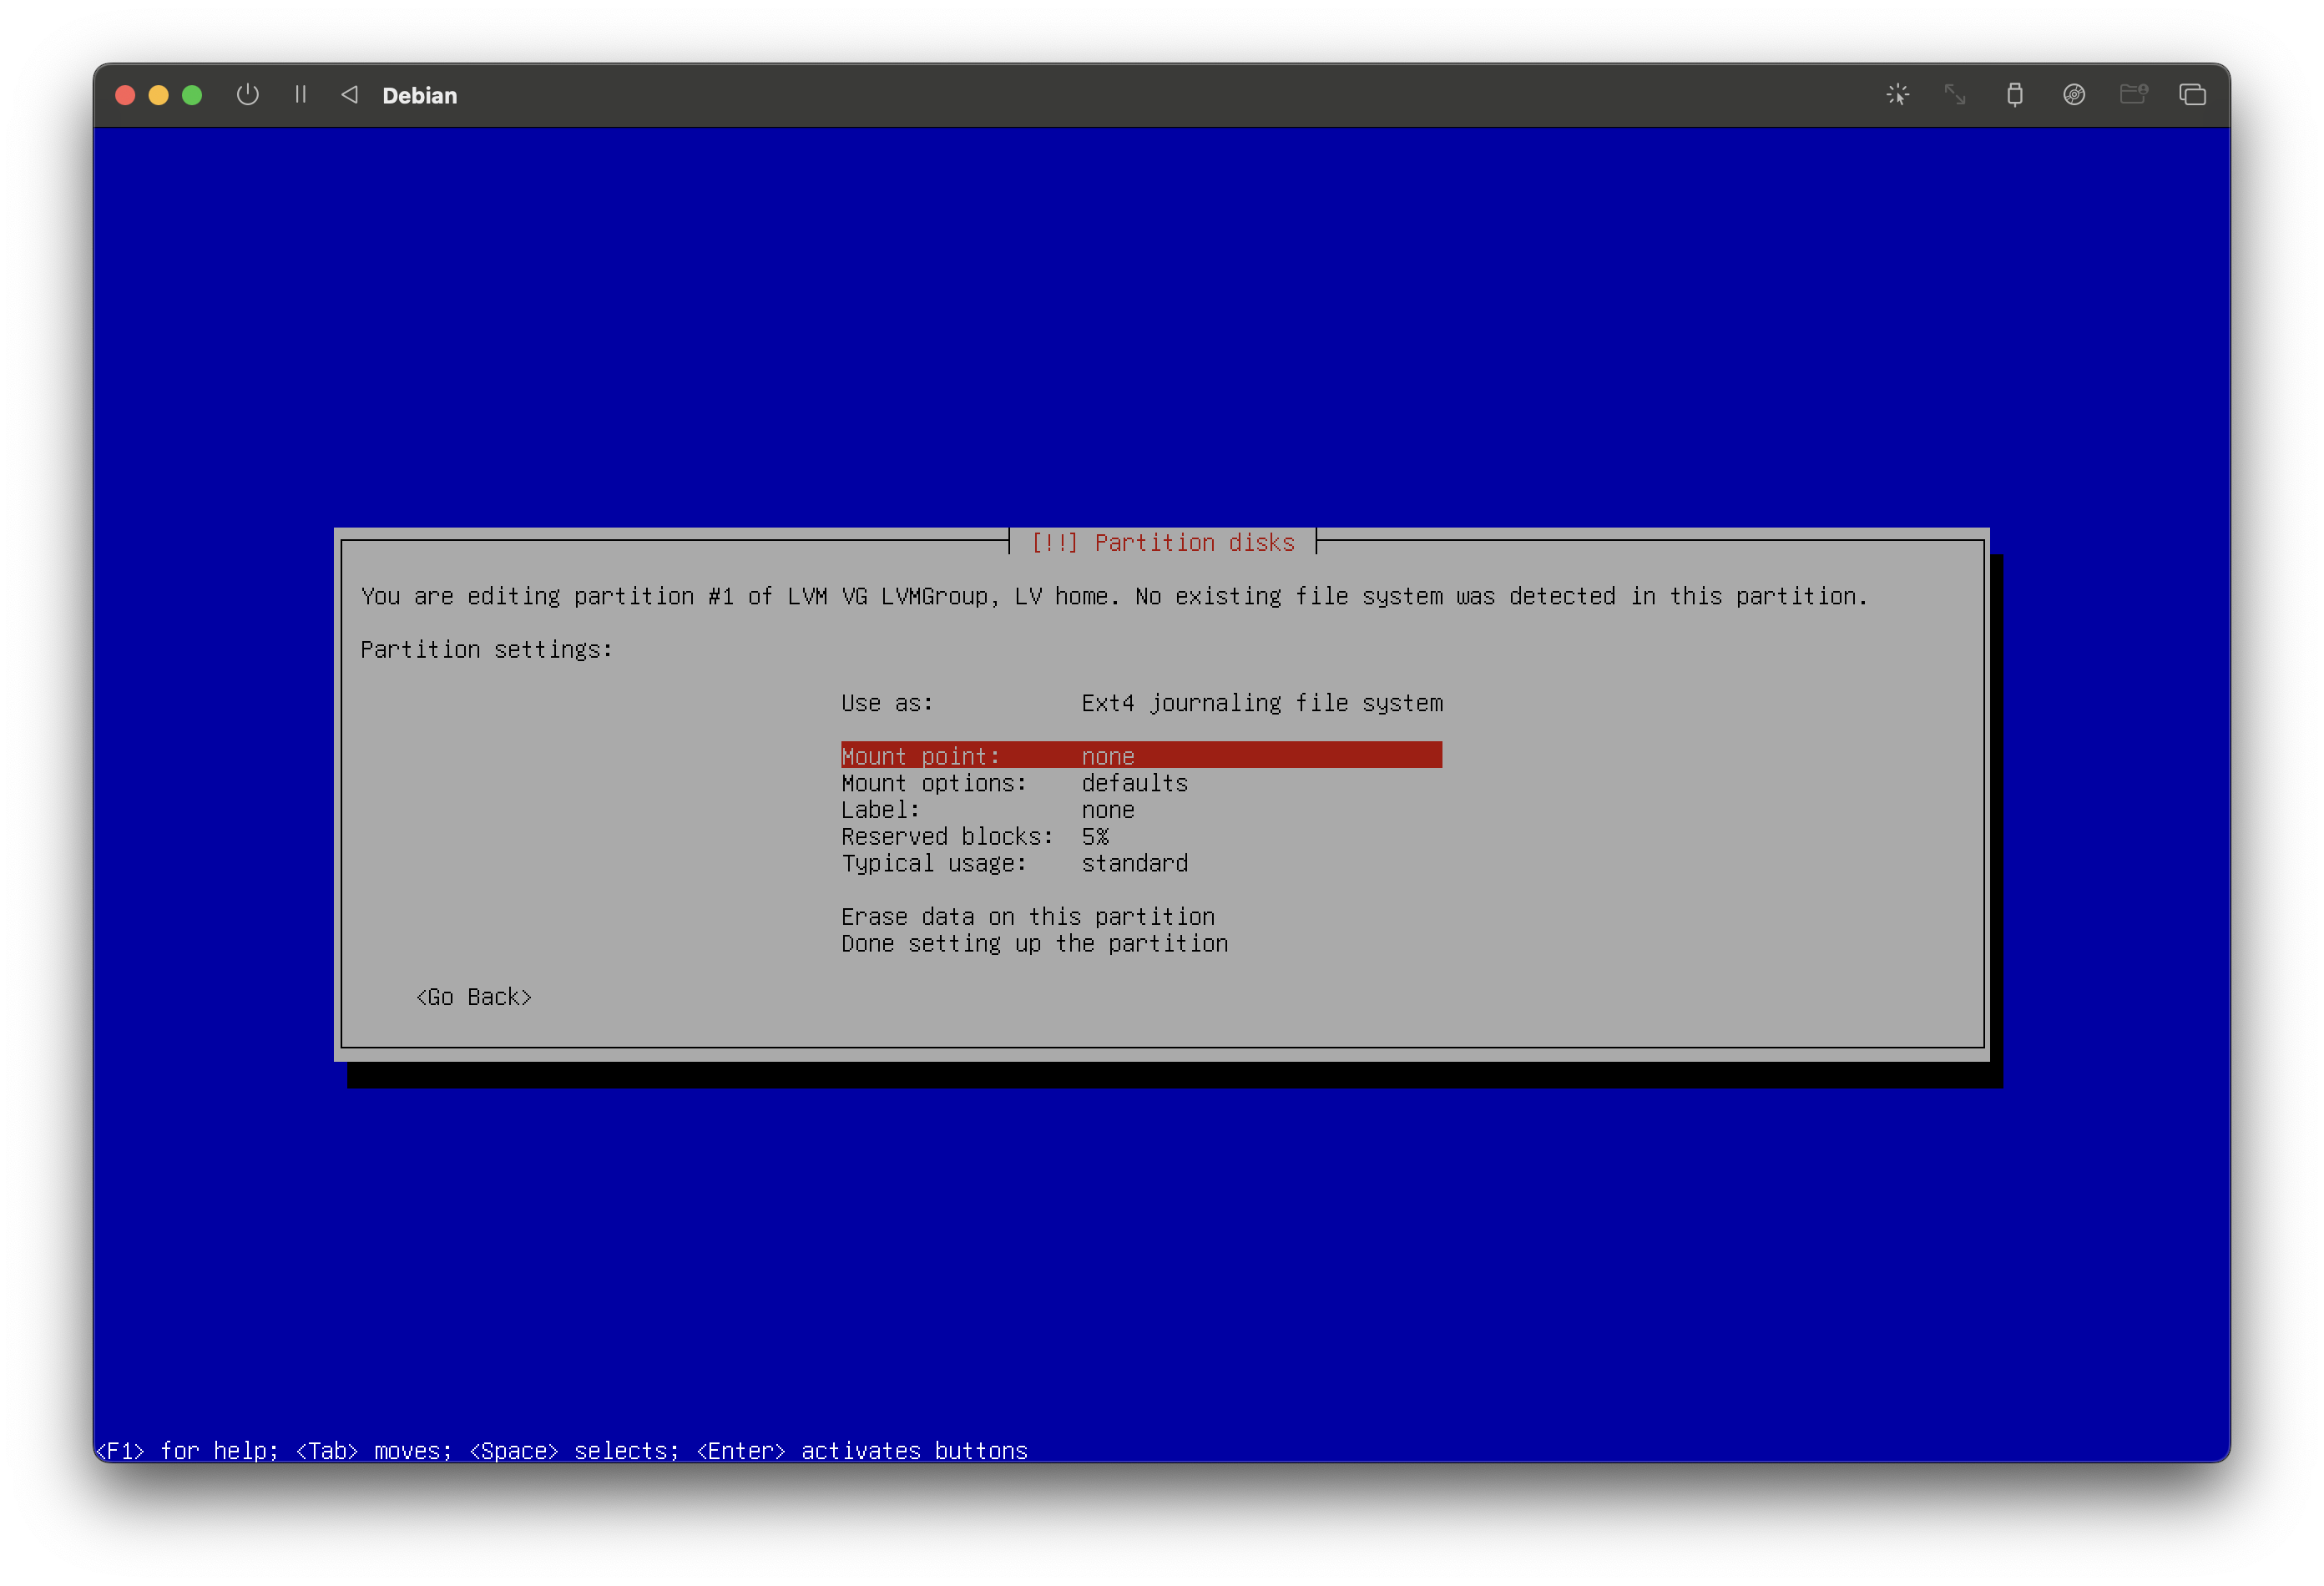 Debian
[!!] Partition disks
You are editing partition #1 of LVM VG LVMGroup, LV home. No existing file system was detected in this partition.
Partition settings:
Use as: Ext4 journaling file system
Mount point: none
Mount options: defaults
Label: none
Reserved blocks: 5%
Typical usage: standard
Erase data on this partition
Done setting up the partition
<Go Back>
<F1> for help; <Tab> moves; <Space> selects; <Enter> activates buttons